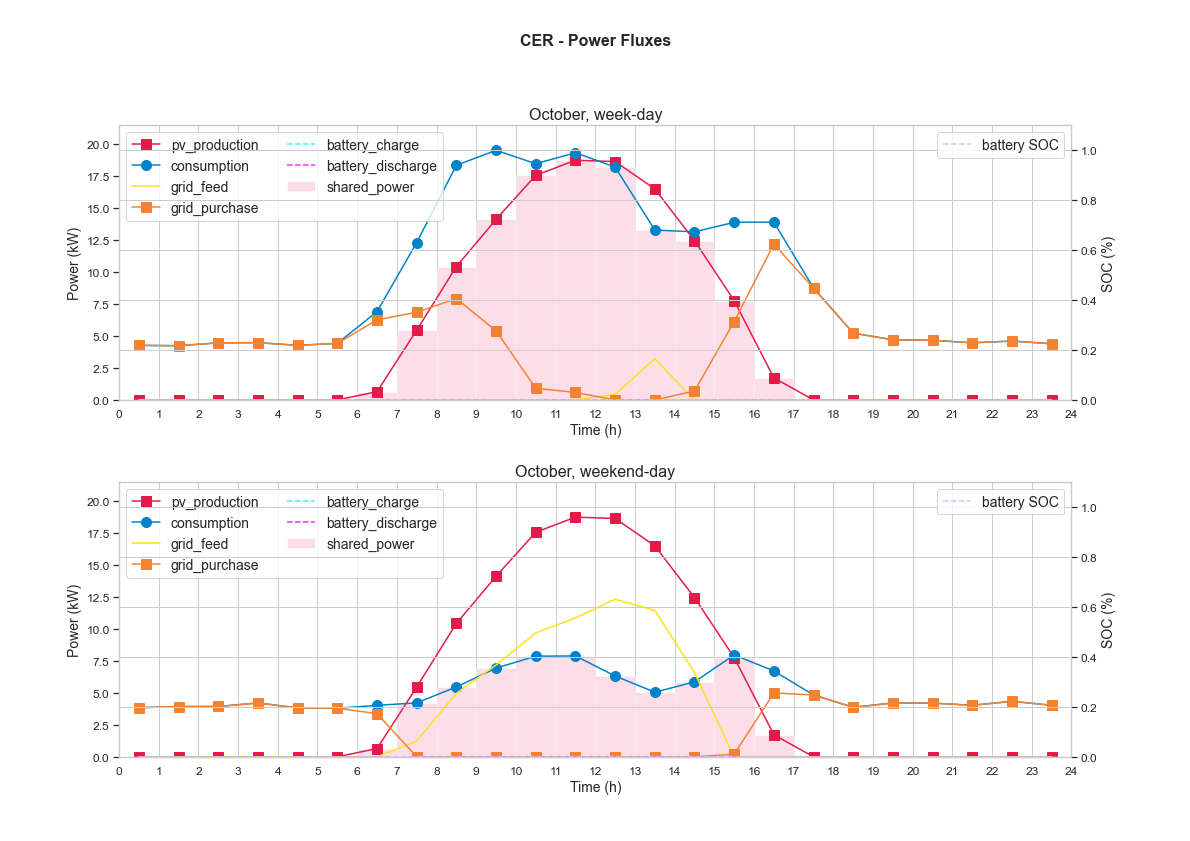 CER - Power Fluxes
October, week-day
pv_production
consumption
grid_feed
grid_purchase
battery_charge
battery_discharge
shared_power
battery SOC
20.0
17.5
15.0
12.5
10.0
7.5
5.0
2.5
0.0
Power (kW)
1.0
0.8
0.6
0.4
0.2
0.0
SOC (%)
0 1 2 3 4 5 6 7 8 9 10 11 12 13 14 15 16 17 18 19 20 21 22 23 24
Time (h)
October, weekend-day
pv_production
consumption
grid_feed
grid_purchase
battery_charge
battery_discharge
shared_power
battery SOC
20.0
17.5
15.0
12.5
10.0
7.5
5.0
2.5
0.0
Power (kW)
1.0
0.8
0.6
0.4
0.2
0.0
SOC (%)
0 1 2 3 4 5 6 7 8 9 10 11 12 13 14 15 16 17 18 19 20 21 22 23 24
Time (h)